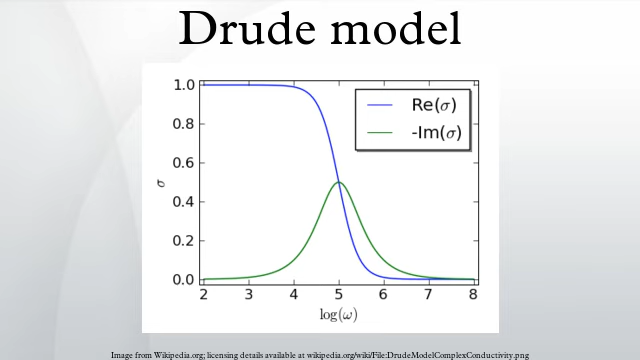 Drude model
1.0
0.8
0.6
0.4
0.2
0.0
σ
Re(σ)
-Im(σ)
2 3 4 5 6 7 8
log(ω)
Image from Wikipedia.org; licensing details available at wikipedia.org/wiki/File:DrudeModelComplexConductivity.png